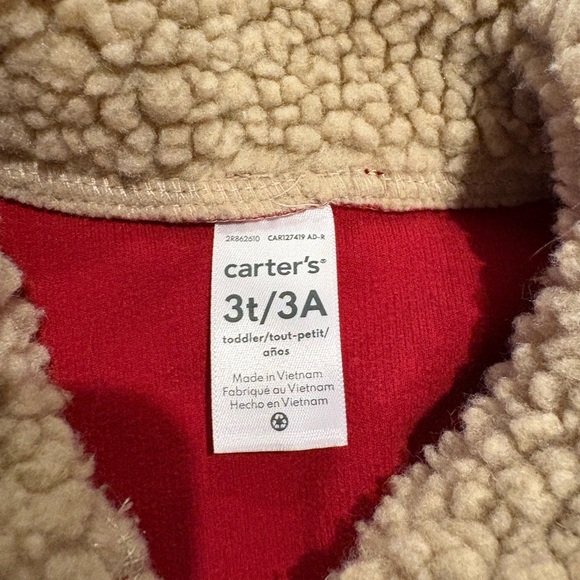 2R862610 CAR127419 AD-R
carter's®
3t/3A
toddler/tout-petit/
años
Made in Vietnam
Fabriqué au Vietnam
Hecho en Vietnam